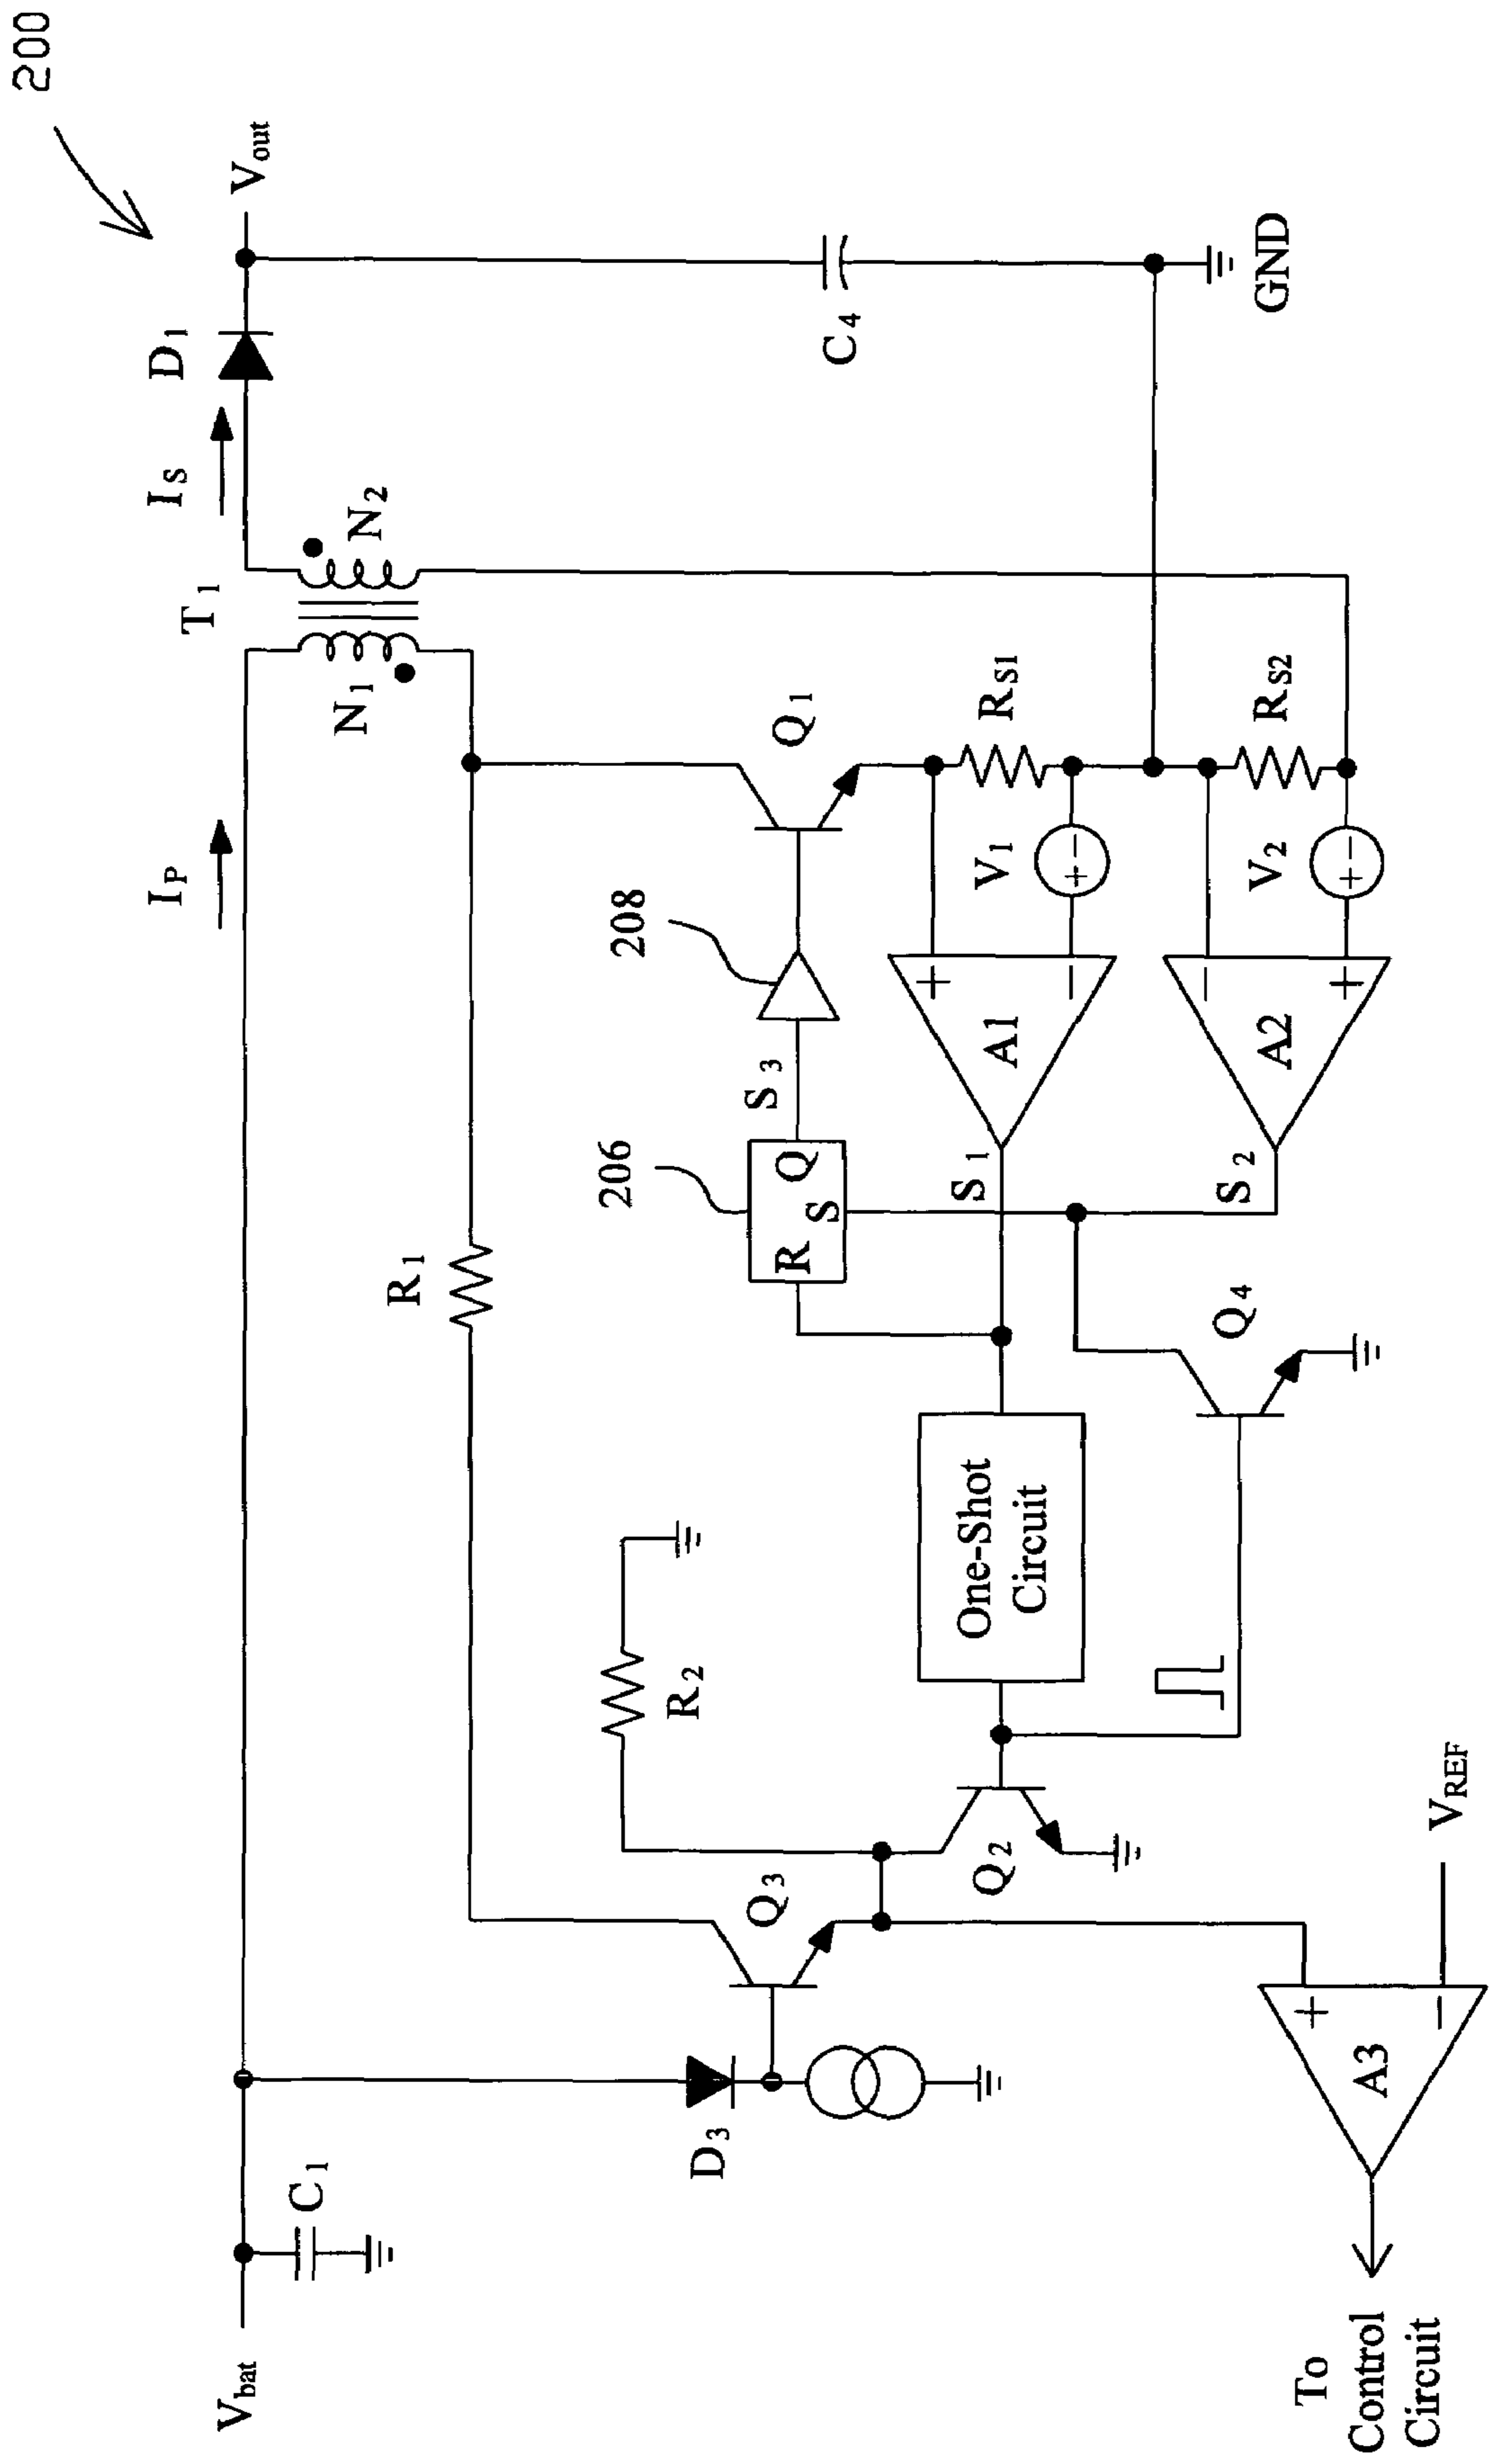 200
Vbat
C1
IP
T1
N1
N2
IS
D1
Vout
R1
D3
Q3
R2
206
208
S3
R
S
Q
Q1
C4
GND
Q2
One-Shot
Circuit
S1
A1
+
−
V1
+ −
RS1
Q4
S2
A2
−
+
V2
+ −
RS2
A3
+
−
VREF
To
Control
Circuit